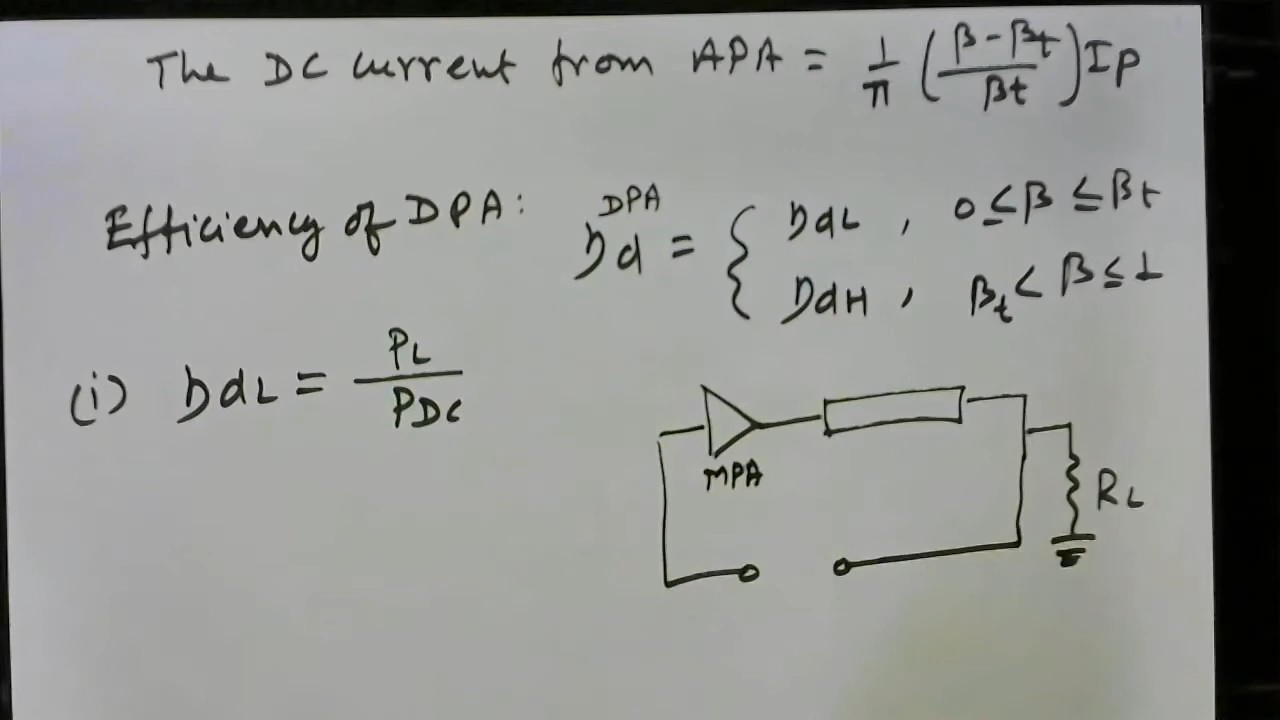 The DC current from APA = 1/π ((β - βt)/βt) Ip
Efficiency of DPA: ηd^DPA = { ηdL , 0 ≤ β ≤ βt
ηdH , βt < β ≤ 1
(i) ηdL = PL/PDC
MPA
RL